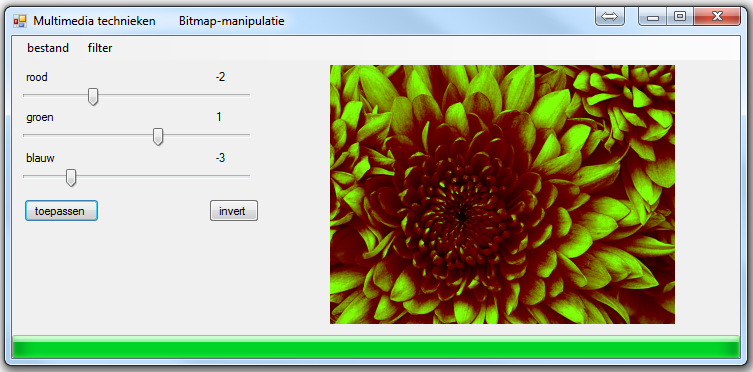 Multimedia technieken Bitmap-manipulatie
bestand filter
rood -2
groen 1
blauw -3
toepassen invert